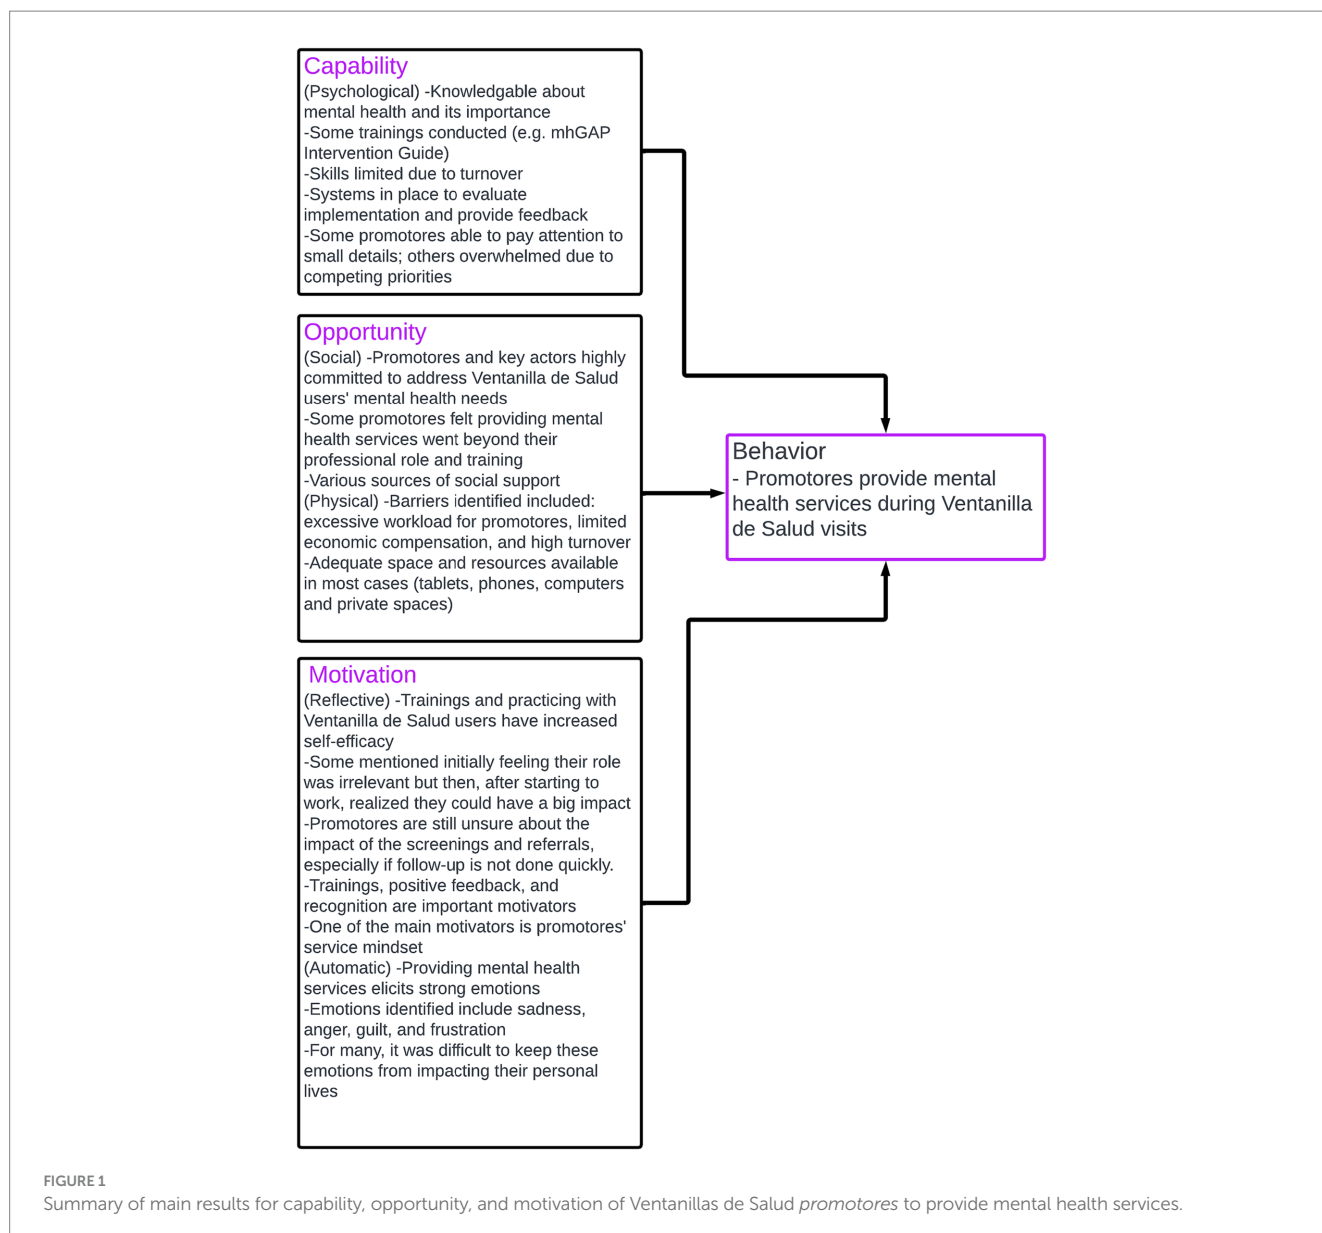 Capability
(Psychological) -Knowledgable about
mental health and its importance
-Some trainings conducted (e.g. mhGAP
Intervention Guide)
-Skills limited due to turnover
-Systems in place to evaluate
implementation and provide feedback
-Some promotores able to pay attention to
small details; others overwhelmed due to
competing priorities
Opportunity
(Social) -Promotores and key actors highly
committed to address Ventanilla de Salud
users' mental health needs
-Some promotores felt providing mental
health services went beyond their
professional role and training
-Various sources of social support
(Physical) -Barriers identified included:
excessive workload for promotores, limited
economic compensation, and high turnover
-Adequate space and resources available
in most cases (tablets, phones, computers
and private spaces)
Motivation
(Reflective) -Trainings and practicing with
Ventanilla de Salud users have increased
self-efficacy
-Some mentioned initially feeling their role
was irrelevant but then, after starting to
work, realized they could have a big impact
-Promotores are still unsure about the
impact of the screenings and referrals,
especially if follow-up is not done quickly.
-Trainings, positive feedback, and
recognition are important motivators
-One of the main motivators is promotores'
service mindset
(Automatic) -Providing mental health
services elicits strong emotions
-Emotions identified include sadness,
anger, guilt, and frustration
-For many, it was difficult to keep these
emotions from impacting their personal
lives
Behavior
- Promotores provide mental
health services during Ventanilla
de Salud visits
FIGURE 1
Summary of main results for capability, opportunity, and motivation of Ventanillas de Salud promotores to provide mental health services.